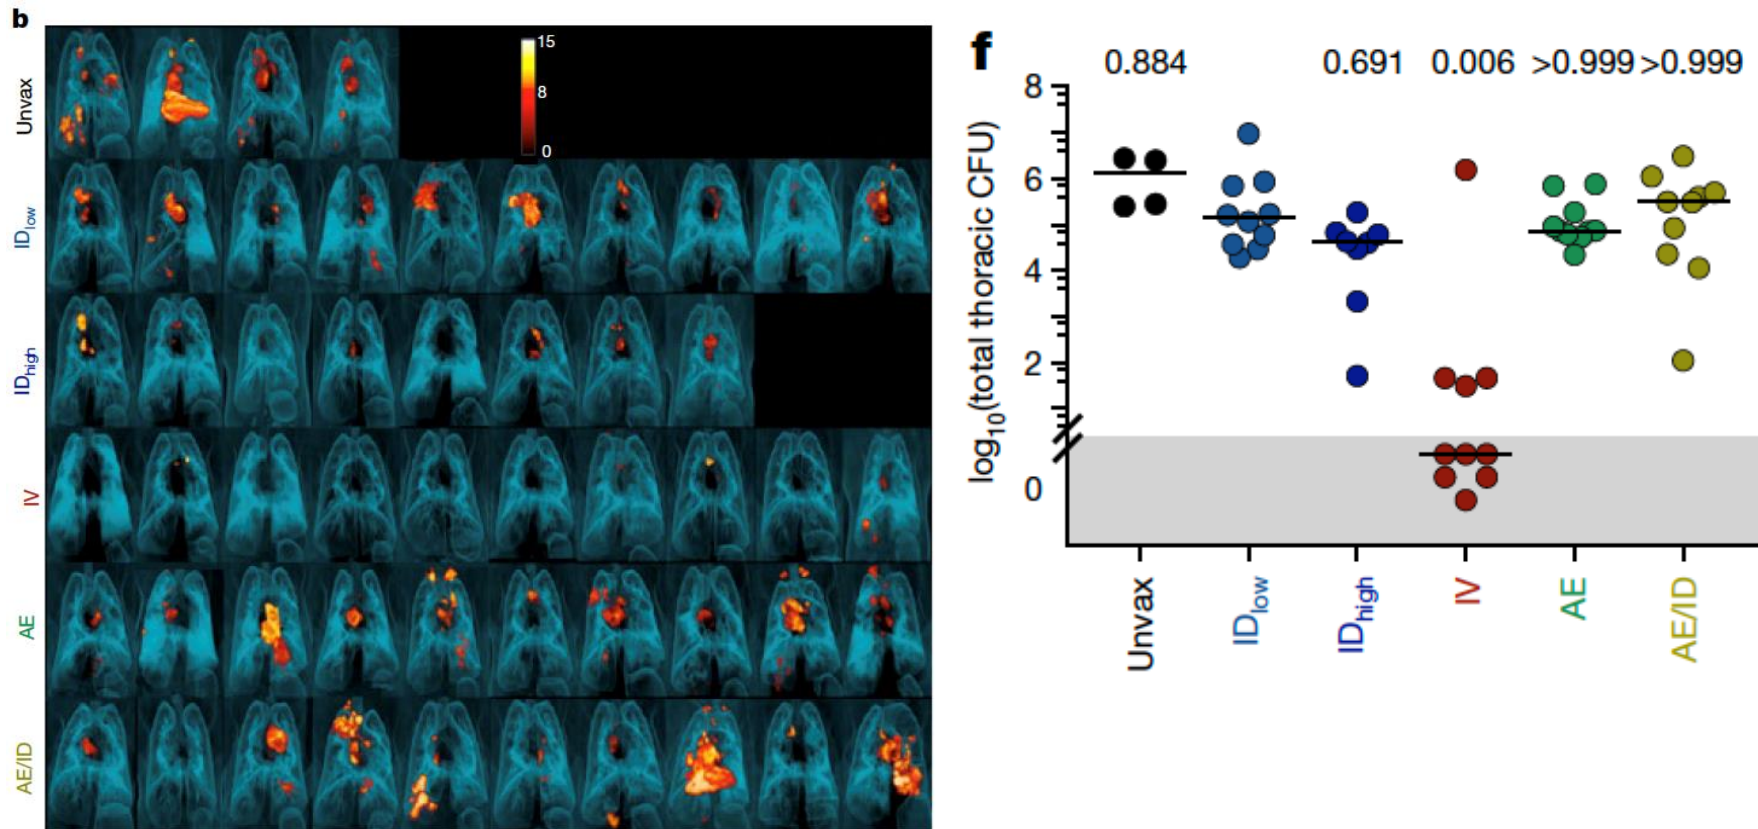 b
15
8
0
Unvax
IDlow
IDhigh
IV
AE
AE/ID
f
0.884 0.691 0.006 >0.999 >0.999
log10(total thoracic CFU)
8
6
4
2
0
Unvax
IDlow
IDhigh
IV
AE
AE/ID